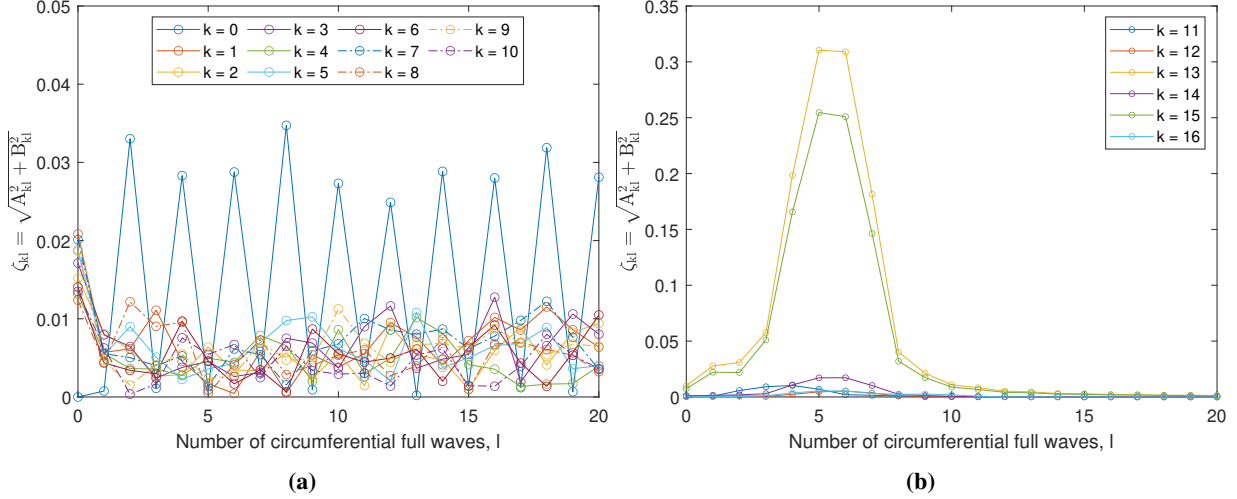 0.05
0.04
0.03
0.02
0.01
0
0 5 10 15 20
ζkl = √A²kl + B²kl
Number of circumferential full waves, l
k = 0 k = 3 k = 6 k = 9
k = 1 k = 4 k = 7 k = 10
k = 2 k = 5 k = 8
(a)
0.35
0.3
0.25
0.2
0.15
0.1
0.05
0
0 5 10 15 20
ζkl = √A²kl + B²kl
Number of circumferential full waves, l
k = 11
k = 12
k = 13
k = 14
k = 15
k = 16
(b)